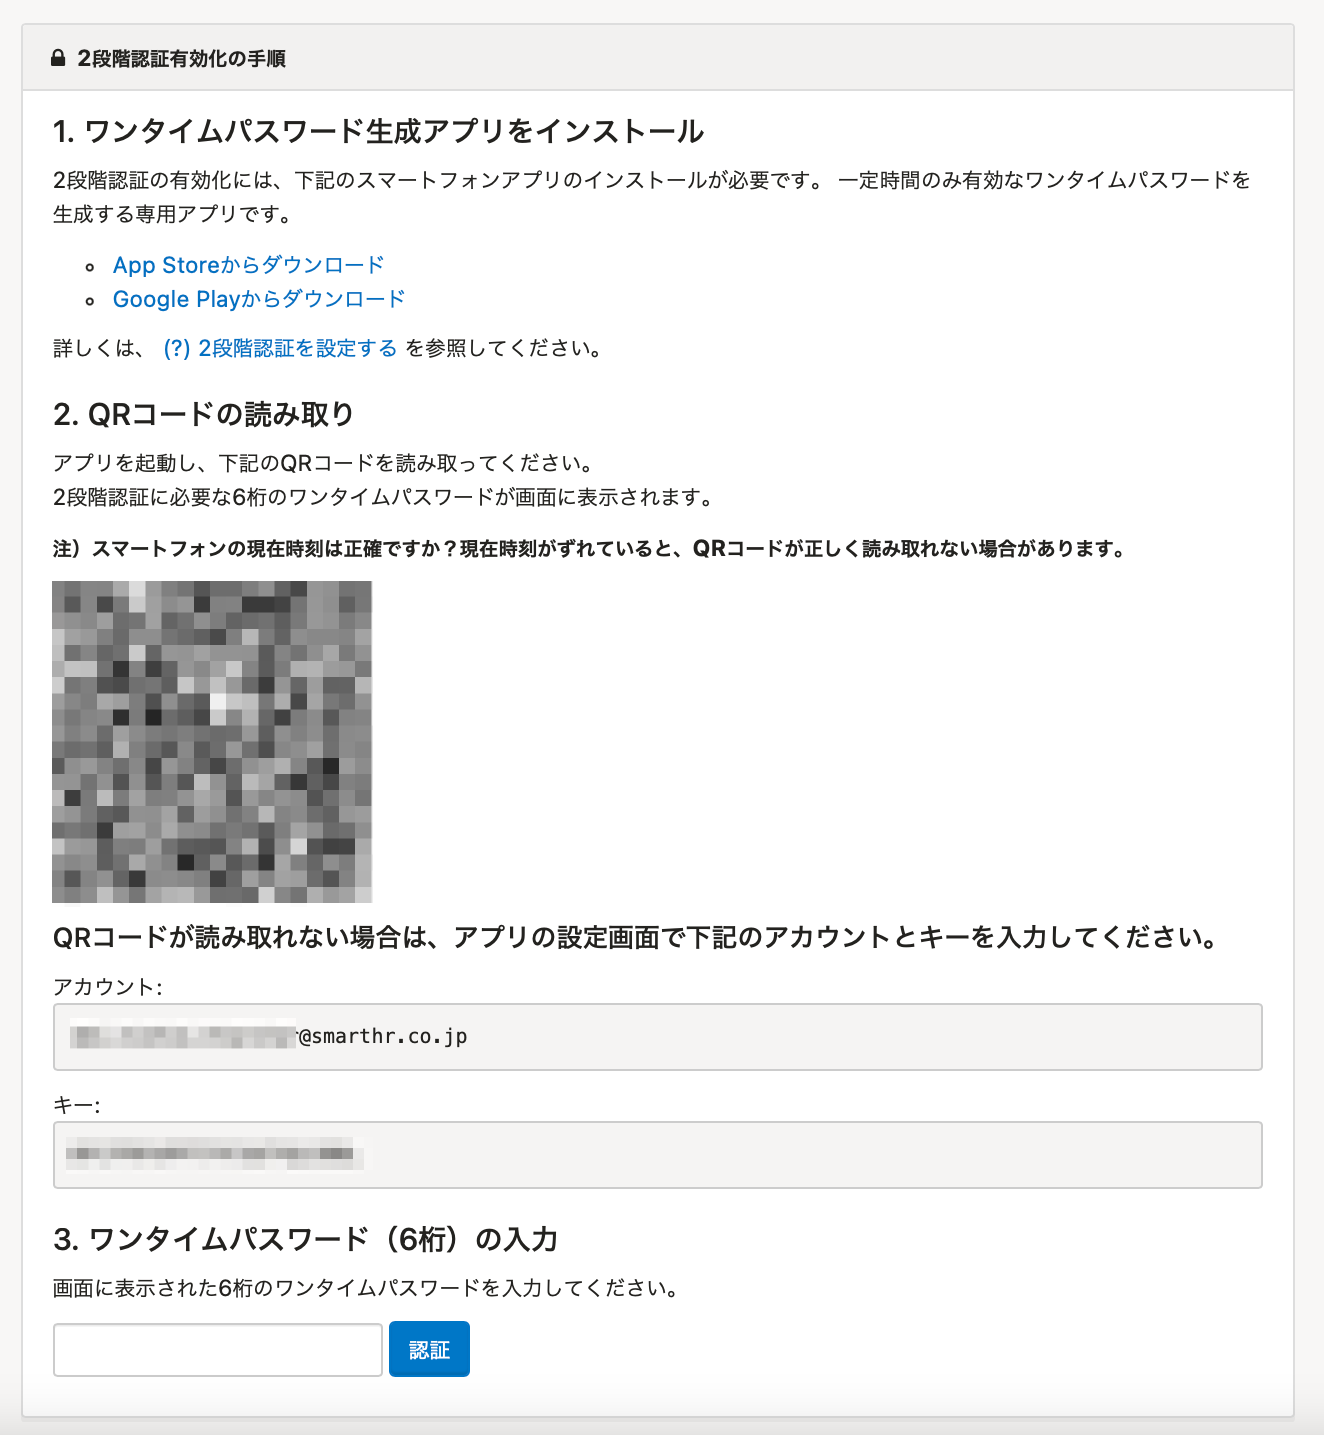 2段階認証有効化の手順
1. ワンタイムパスワード生成アプリをインストール
2段階認証の有効化には、下記のスマートフォンアプリのインストールが必要です。 一定時間のみ有効なワンタイムパスワードを
生成する専用アプリです。
App Storeからダウンロード
Google Playからダウンロード
詳しくは、 (?) 2段階認証を設定する を参照してください。
2. QRコードの読み取り
アプリを起動し、下記のQRコードを読み取ってください。
2段階認証に必要な6桁のワンタイムパスワードが画面に表示されます。
注）スマートフォンの現在時刻は正確ですか？現在時刻がずれていると、QRコードが正しく読み取れない場合があります。
QRコードが読み取れない場合は、アプリの設定画面で下記のアカウントとキーを入力してください。
アカウント:
@smarthr.co.jp
キー:
3. ワンタイムパスワード（6桁）の入力
画面に表示された6桁のワンタイムパスワードを入力してください。
認証